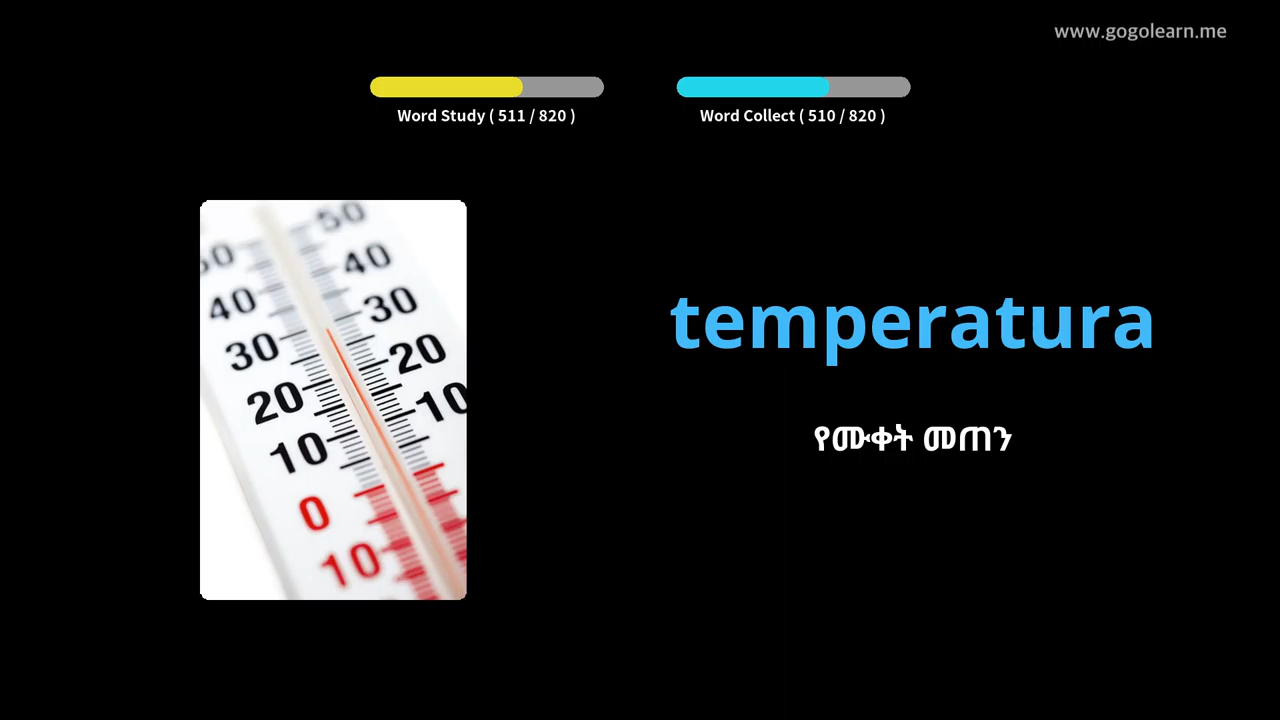 www.gogolearn.me
Word Study ( 511 / 820 )
Word Collect ( 510 / 820 )
50
50
40
40
30
30
20
20
10
10
0
10
temperatura
የሙቀት መጠን